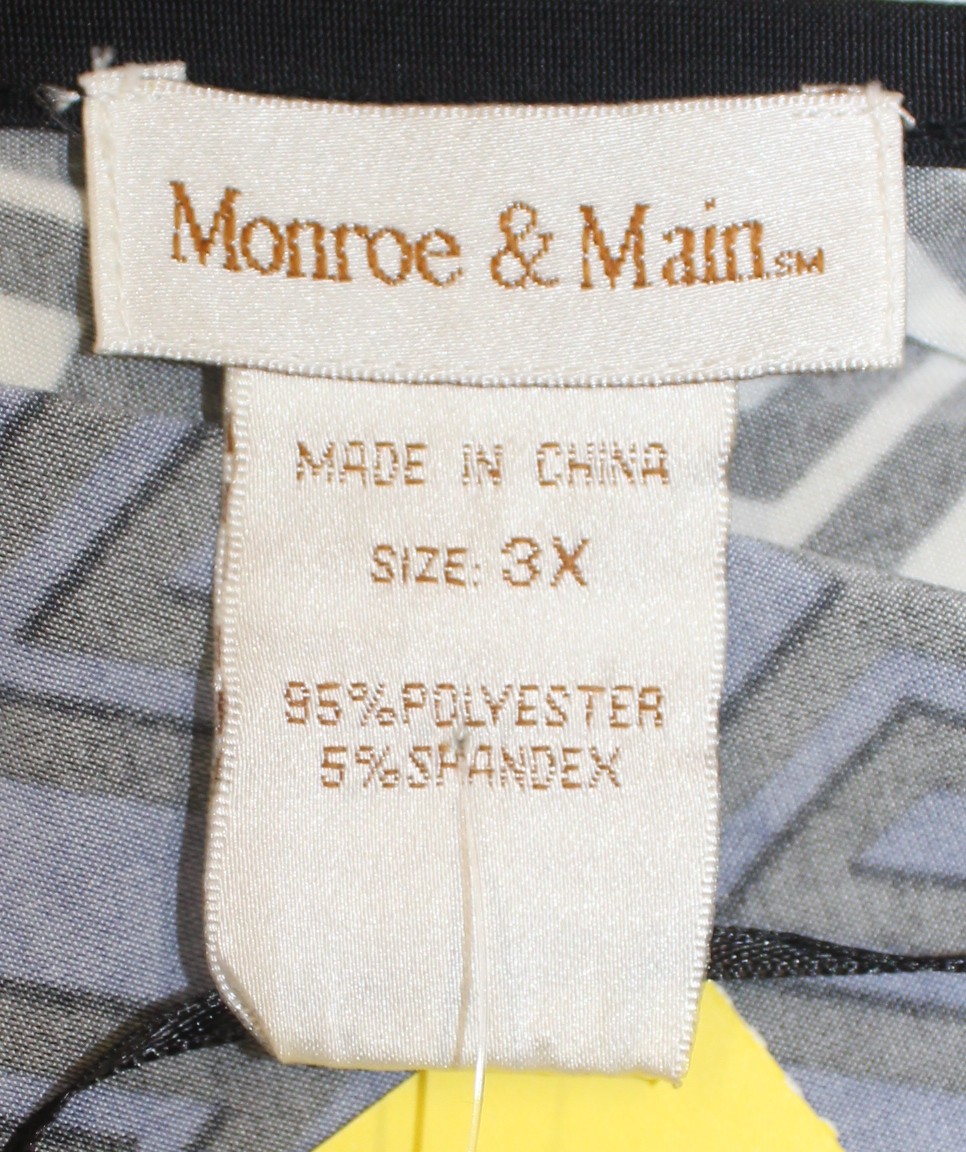 Monroe & Main.SM
MADE IN CHINA
SIZE: 3X
95%POLYESTER
5%SPANDEX